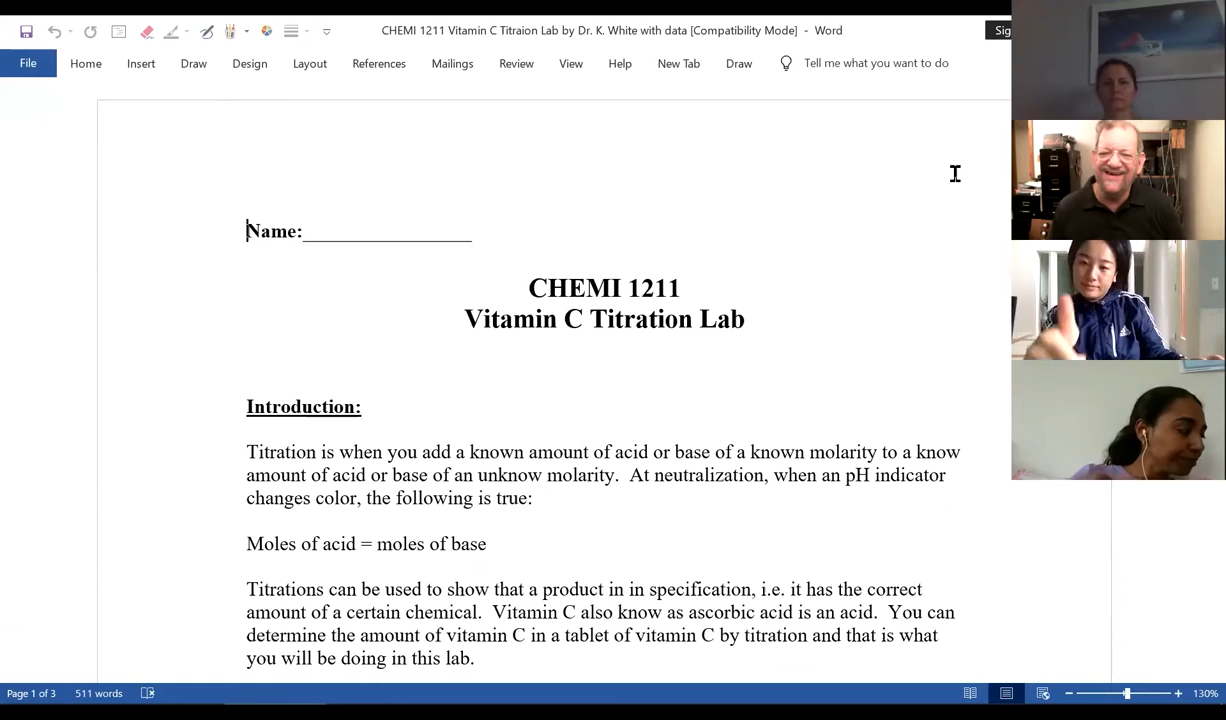 CHEMI 1211 Vitamin C Titraion Lab by Dr. K. White with data [Compatibility Mode] - Word
Sig
File Home Insert Draw Design Layout References Mailings Review View Help New Tab Draw Tell me what you want to do
Name:_________________
CHEMI 1211
Vitamin C Titration Lab
Introduction:
Titration is when you add a known amount of acid or base of a known molarity to a know
amount of acid or base of an unknow molarity. At neutralization, when an pH indicator
changes color, the following is true:
Moles of acid = moles of base
Titrations can be used to show that a product in in specification, i.e. it has the correct
amount of a certain chemical. Vitamin C also know as ascorbic acid is an acid. You can
determine the amount of vitamin C in a tablet of vitamin C by titration and that is what
you will be doing in this lab.
adidas
Page 1 of 3 511 words 130%